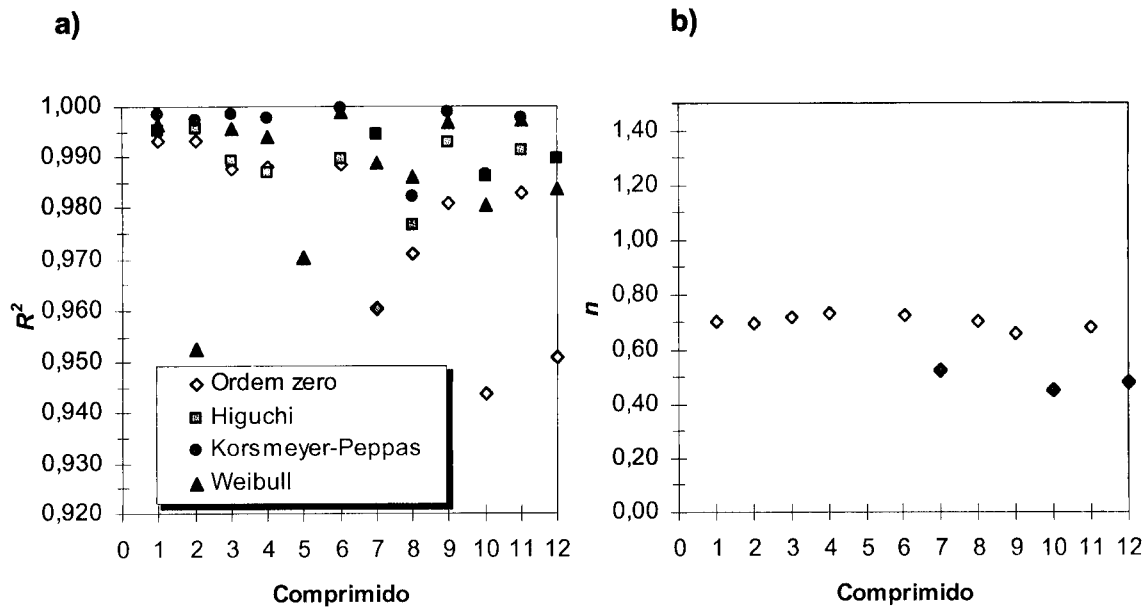 a)
1,000
0,990
0,980
0,970
0,960
0,950
0,940
0,930
0,920
R²
Ordem zero
Higuchi
Korsmeyer-Peppas
Weibull
0 1 2 3 4 5 6 7 8 9 10 11 12
Comprimido
b)
1,40
1,20
1,00
0,80
0,60
0,40
0,20
0,00
n
0 1 2 3 4 5 6 7 8 9 10 11 12
Comprimido